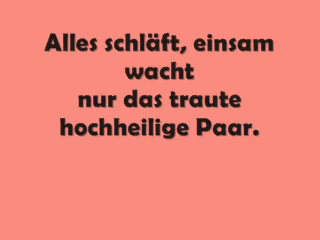 Alles schläft, einsam
wacht
nur das traute
hochheilige Paar.